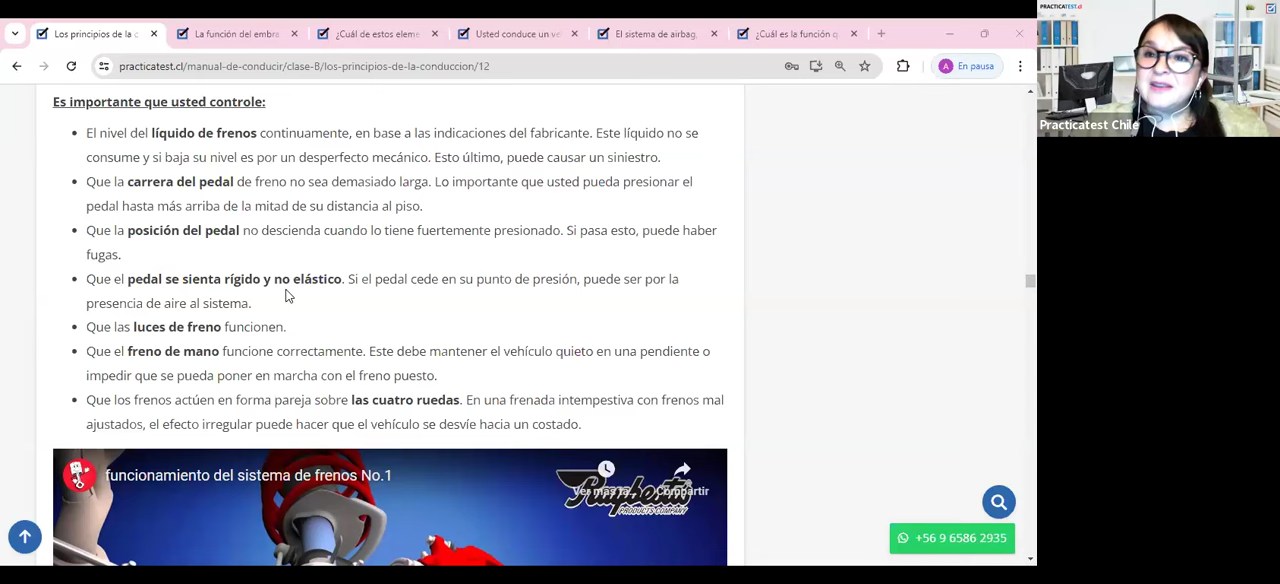 Los principios de la c
La función del embra
¿Cuál de estos eleme
Usted conduce un ve
El sistema de airbag,
¿Cuál es la función q
practicatest.cl/manual-de-conducir/clase-B/los-principios-de-la-conduccion/12
A
En pausa
PRACTICATEST.cl
Practicatest Chile
Es importante que usted controle:
• El nivel del líquido de frenos continuamente, en base a las indicaciones del fabricante. Este líquido no se
consume y si baja su nivel es por un desperfecto mecánico. Esto último, puede causar un siniestro.
• Que la carrera del pedal de freno no sea demasiado larga. Lo importante que usted pueda presionar el
pedal hasta más arriba de la mitad de su distancia al piso.
• Que la posición del pedal no descienda cuando lo tiene fuertemente presionado. Si pasa esto, puede haber
fugas.
• Que el pedal se sienta rígido y no elástico. Si el pedal cede en su punto de presión, puede ser por la
presencia de aire al sistema.
• Que las luces de freno funcionen.
• Que el freno de mano funcione correctamente. Este debe mantener el vehículo quieto en una pendiente o
impedir que se pueda poner en marcha con el freno puesto.
• Que los frenos actúen en forma pareja sobre las cuatro ruedas. En una frenada intempestiva con frenos mal
ajustados, el efecto irregular puede hacer que el vehículo se desvíe hacia un costado.
funcionamiento del sistema de frenos No.1
Ver más ta...
Compartir
PRODUCTS COMPANY
+56 9 6586 2935